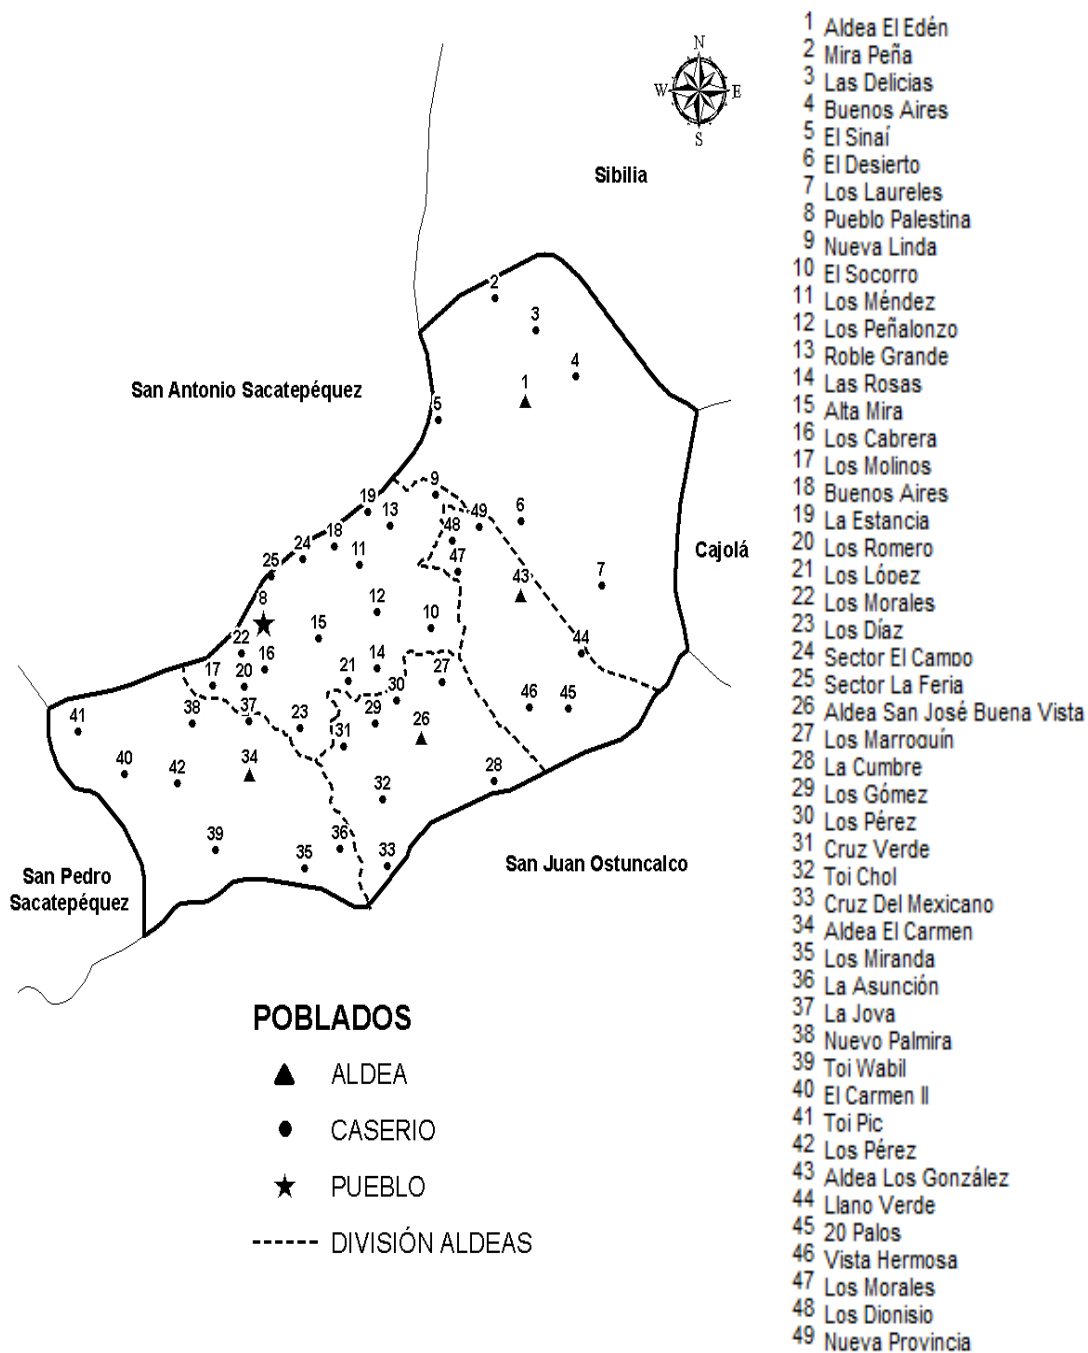 N
W E
S
Sibilia
San Antonio Sacatepéquez
Cajolá
San Juan Ostuncalco
San Pedro
Sacatepéquez
2
3
4
1
5
9
19
13
49
6
48
18
24
11
47
25
43
7
8
12
10
15
22
44
16
14
27
17
20
21
30
46
45
38
37
23
29
26
41
31
40
42
34
28
32
39
36
35
33
POBLADOS
ALDEA
CASERIO
PUEBLO
DIVISIÓN ALDEAS
1 Aldea El Edén
2 Mira Peña
3 Las Delicias
4 Buenos Aires
5 El Sinaí
6 El Desierto
7 Los Laureles
8 Pueblo Palestina
9 Nueva Linda
10 El Socorro
11 Los Méndez
12 Los Peñalonzo
13 Roble Grande
14 Las Rosas
15 Alta Mira
16 Los Cabrera
17 Los Molinos
18 Buenos Aires
19 La Estancia
20 Los Romero
21 Los López
22 Los Morales
23 Los Díaz
24 Sector El Campo
25 Sector La Feria
26 Aldea San José Buena Vista
27 Los Marroquín
28 La Cumbre
29 Los Gómez
30 Los Pérez
31 Cruz Verde
32 Toi Chol
33 Cruz Del Mexicano
34 Aldea El Carmen
35 Los Miranda
36 La Asunción
37 La Joya
38 Nuevo Palmira
39 Toi Wabil
40 El Carmen II
41 Toi Pic
42 Los Pérez
43 Aldea Los González
44 Llano Verde
45 20 Palos
46 Vista Hermosa
47 Los Morales
48 Los Dionisio
49 Nueva Provincia